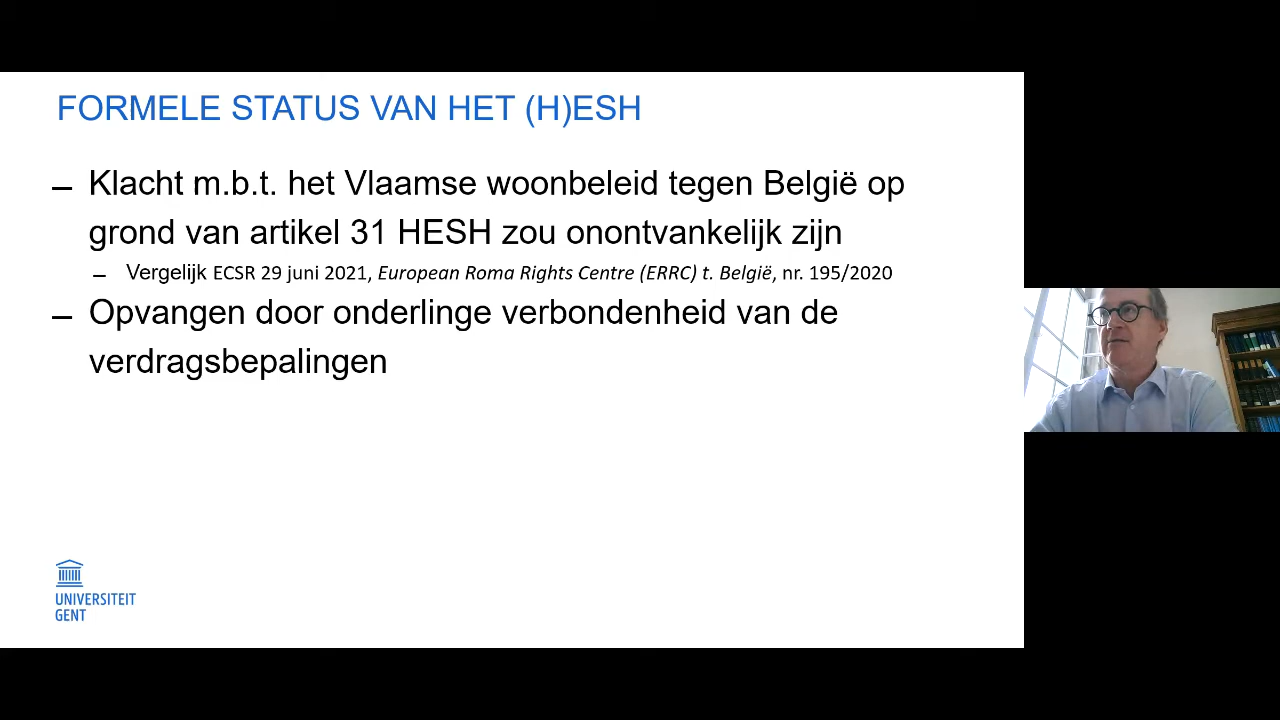 FORMELE STATUS VAN HET (H)ESH
– Klacht m.b.t. het Vlaamse woonbeleid tegen België op
grond van artikel 31 HESH zou onontvankelijk zijn
– Vergelijk ECSR 29 juni 2021, European Roma Rights Centre (ERRC) t. België, nr. 195/2020
– Opvangen door onderlinge verbondenheid van de
verdragsbepalingen
UNIVERSITEIT
GENT